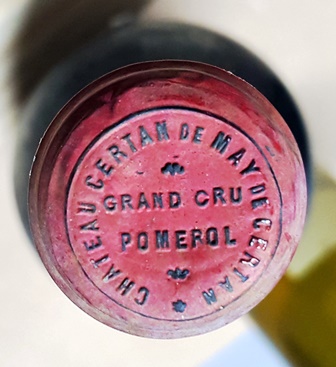 CHATEAU CERTAN DE MAY DE CERTAN
GRAND CRU
POMEROL